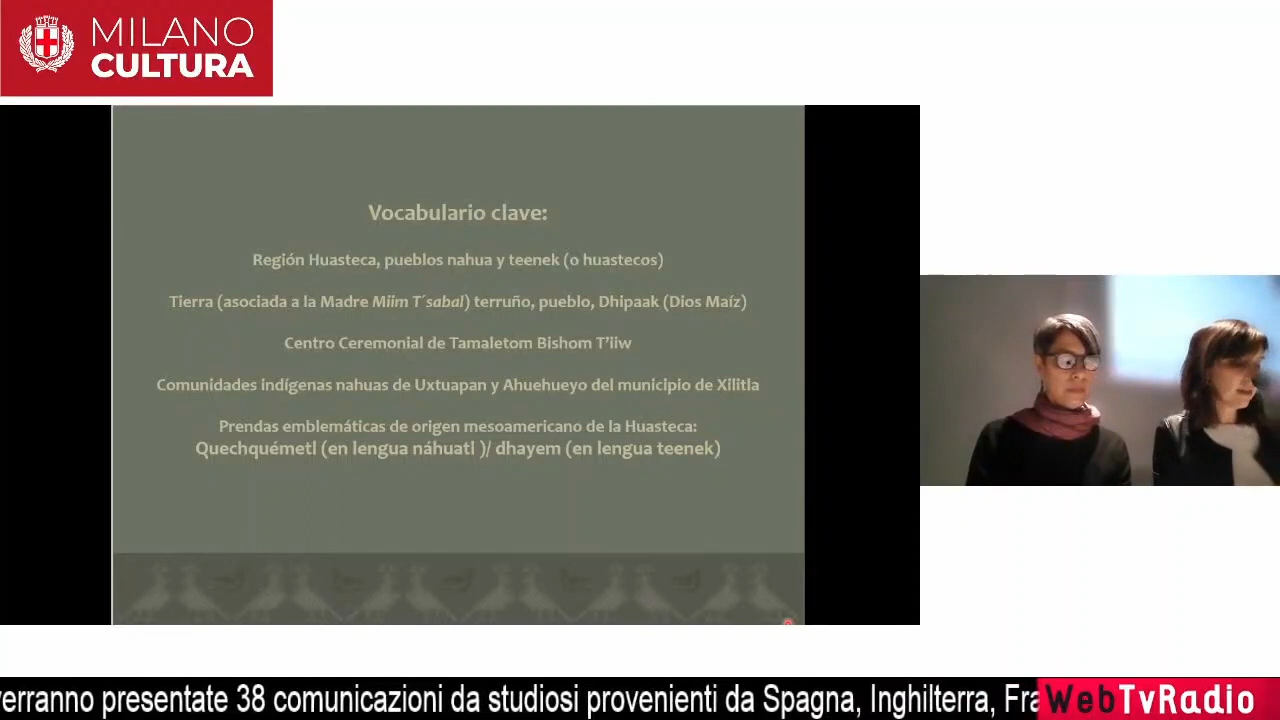 MILANO
CULTURA
Vocabulario clave:
Región Huasteca, pueblos nahua y teenek (o huastecos)
Tierra (asociada a la Madre Miim T´sabal) terruño, pueblo, Dhipaak (Dios Maíz)
Centro Ceremonial de Tamaletom Bishom T’iiw
Comunidades indígenas nahuas de Uxtuapan y Ahuehueyo del municipio de Xilitla
Prendas emblemáticas de origen mesoamericano de la Huasteca:
Quechquémetl (en lengua náhuatl )/ dhayem (en lengua teenek)
verranno presentate 38 comunicazioni da studiosi provenienti da Spagna, Inghilterra, Fra
WebTvRadio